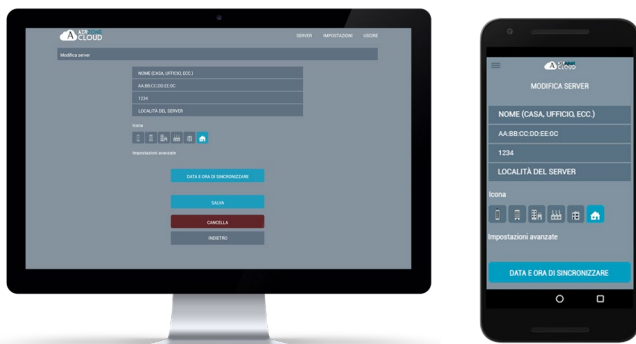 AIRZONE
CLOUD
SERVER IMPOSTAZIONI USCIRE
Modifica server
NOME (CASA, UFFICIO, ECC.)
AA:BB:CC:DD:EE:0C
1234
LOCALITÀ DEL SERVER
Icona
Impostazioni avanzate
DATA E ORA DI SINCRONIZZARE
SALVA
CANCELLA
INDIETRO
AIRZONE
CLOUD
MODIFICA SERVER
NOME (CASA, UFFICIO, ECC.)
AA:BB:CC:DD:EE:0C
1234
LOCALITÀ DEL SERVER
Icona
Impostazioni avanzate
DATA E ORA DI SINCRONIZZARE